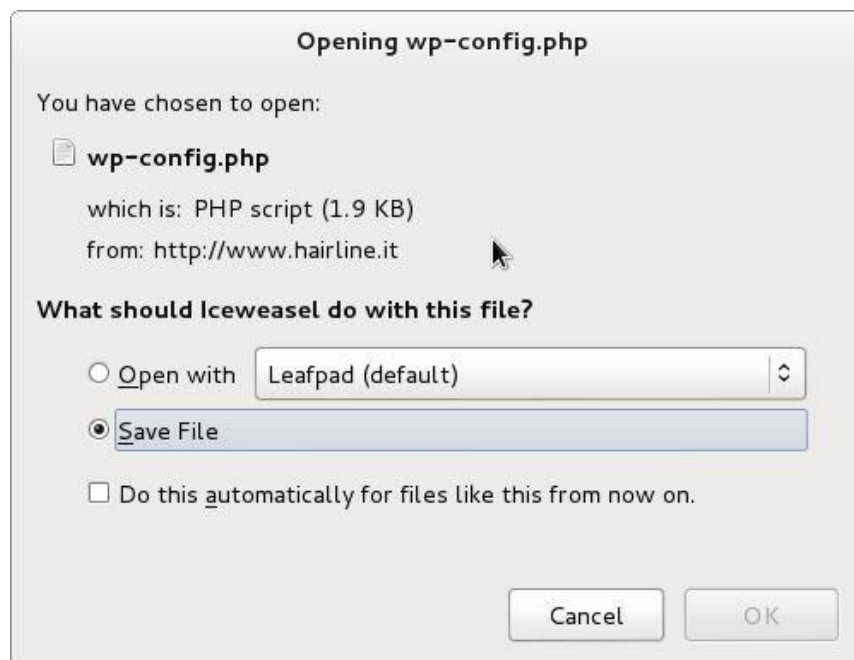 Opening wp-config.php
You have chosen to open:
wp-config.php
which is: PHP script (1.9 KB)
from: http://www.hairline.it
What should Iceweasel do with this file?
Open with Leafpad (default)
Save File
Do this automatically for files like this from now on.
Cancel OK